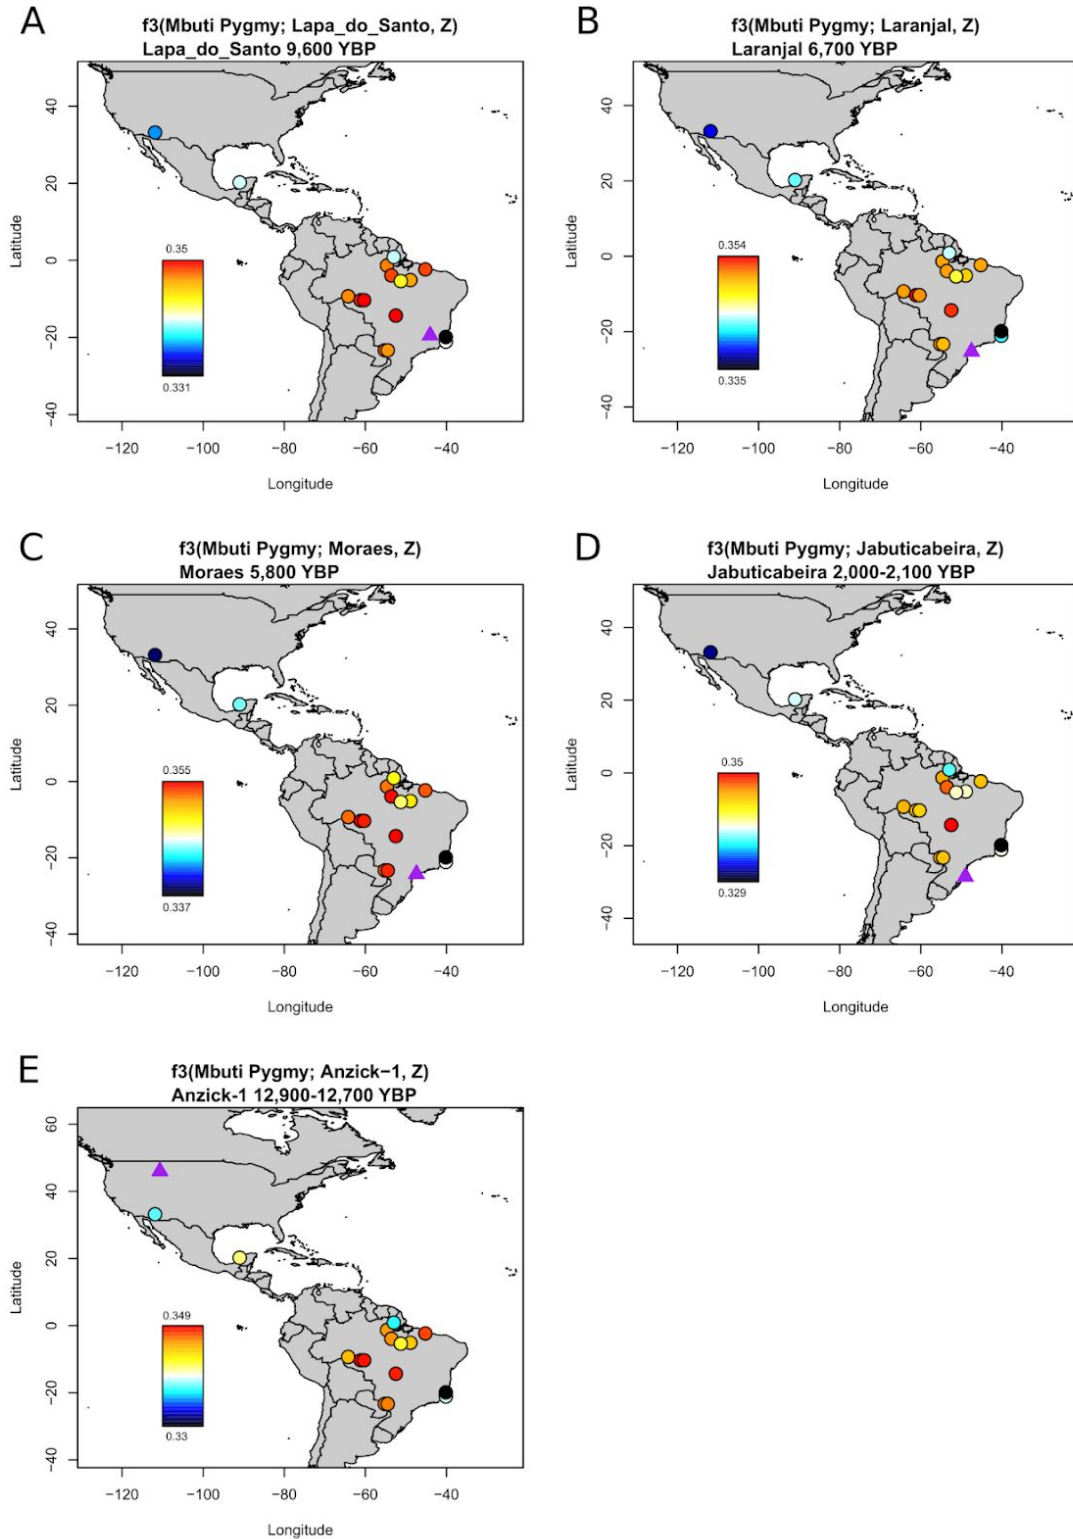 A
f3(Mbuti Pygmy; Lapa_do_Santo, Z)
Lapa_do_Santo 9,600 YBP
Latitude
40
20
0
−20
−40
0.35
0.331
−120 −100 −80 −60 −40
Longitude
B
f3(Mbuti Pygmy; Laranjal, Z)
Laranjal 6,700 YBP
Latitude
40
20
0
−20
−40
0.354
0.335
−120 −100 −80 −60 −40
Longitude
C
f3(Mbuti Pygmy; Moraes, Z)
Moraes 5,800 YBP
Latitude
40
20
0
−20
−40
0.355
0.337
−120 −100 −80 −60 −40
Longitude
D
f3(Mbuti Pygmy; Jabuticabeira, Z)
Jabuticabeira 2,000-2,100 YBP
Latitude
40
20
0
−20
−40
0.35
0.329
−120 −100 −80 −60 −40
Longitude
E
f3(Mbuti Pygmy; Anzick−1, Z)
Anzick-1 12,900-12,700 YBP
Latitude
60
40
20
0
−20
−40
0.349
0.33
−120 −100 −80 −60 −40
Longitude